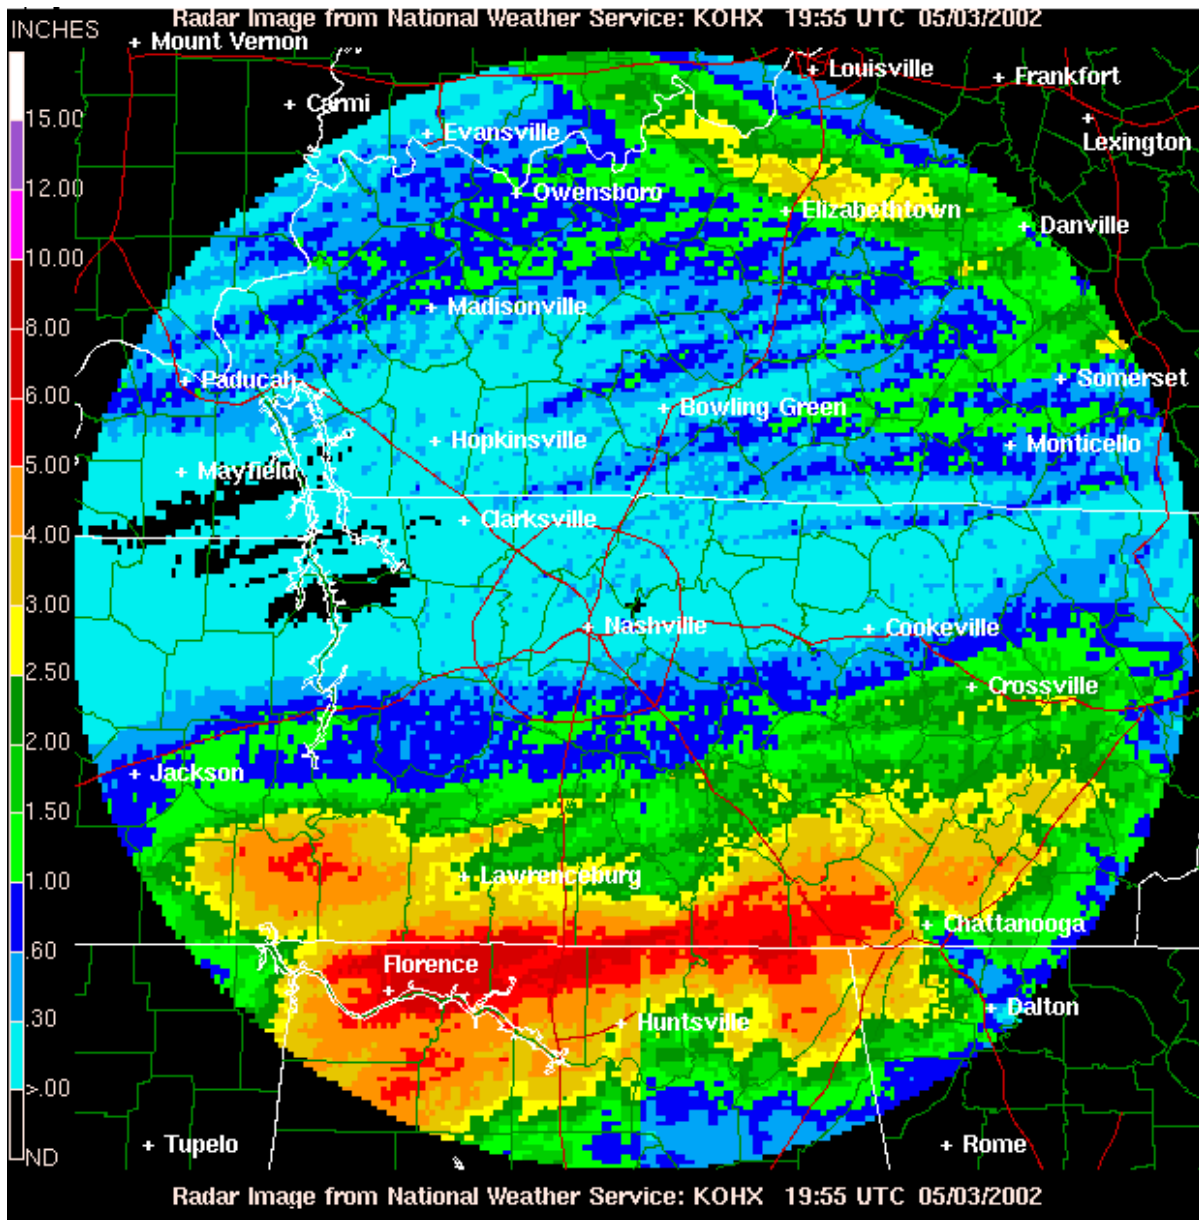 Radar Image from National Weather Service: KOHX 19:55 UTC 05/03/2002
INCHES
Mount Vernon
Louisville
Frankfort
Carmi
15.00
Evansville
Lexington
12.00
Owensboro
Elizabethtown
Danville
10.00
Madisonville
8.00
Paducah
Somerset
6.00
Bowling Green
Hopkinsville
Monticello
5.00
Mayfield
Clarksville
4.00
3.00
Nashville
Cookeville
2.50
Crossville
2.00
Jackson
1.50
1.00
Lawrenceburg
Chattanooga
.60
Florence
Dalton
.30
Huntsville
>.00
Tupelo
Rome
ND
Radar Image from National Weather Service: KOHX 19:55 UTC 05/03/2002